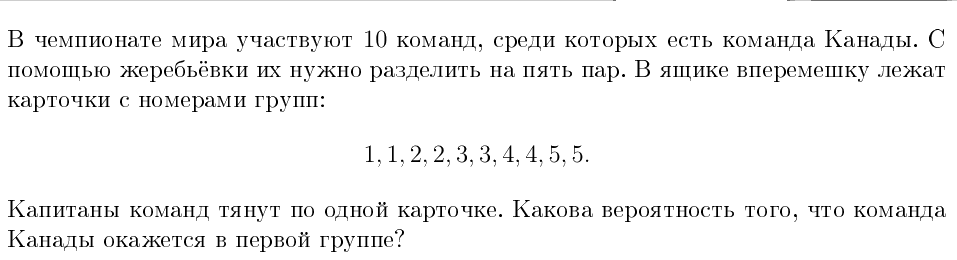 В чемпионате мира участвуют 10 команд, среди которых есть команда Канады. С
помощью жеребьёвки их нужно разделить на пять пар. В ящике вперемешку лежат
карточки с номерами групп:
1, 1, 2, 2, 3, 3, 4, 4, 5, 5.
Капитаны команд тянут по одной карточке. Какова вероятность того, что команда
Канады окажется в первой группе?